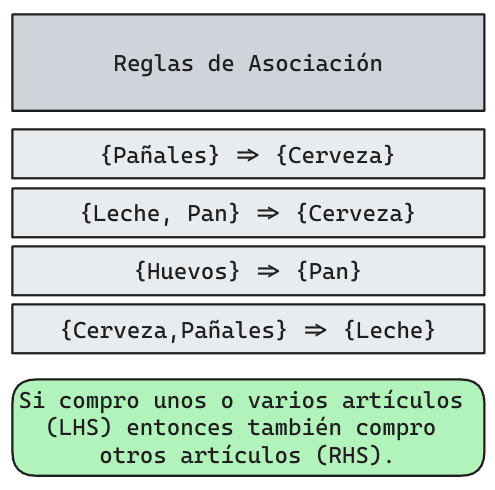 Reglas de Asociación
{Pañales} => {Cerveza}
{Leche, Pan} => {Cerveza}
{Huevos} => {Pan}
{Cerveza,Pañales} => {Leche}
Si compro unos o varios artículos
(LHS) entonces también compro
otros artículos (RHS).